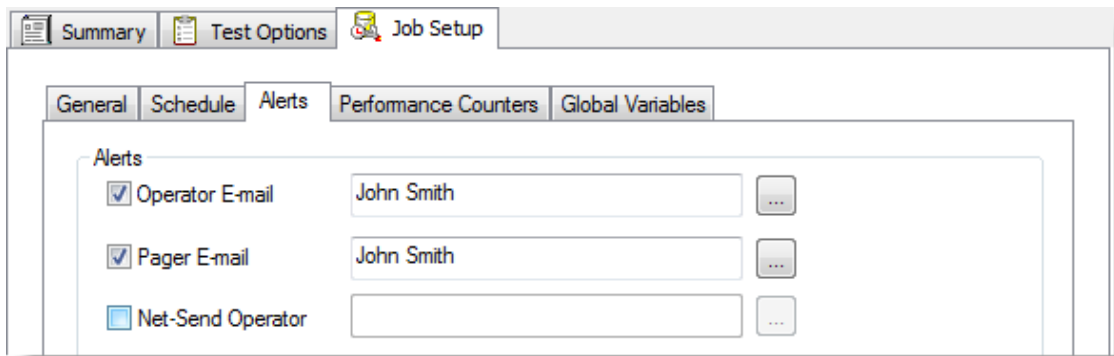 Summary Test Options Job Setup
General Schedule Alerts Performance Counters Global Variables
Alerts
Operator E-mail John Smith ...
Pager E-mail John Smith ...
Net-Send Operator ...